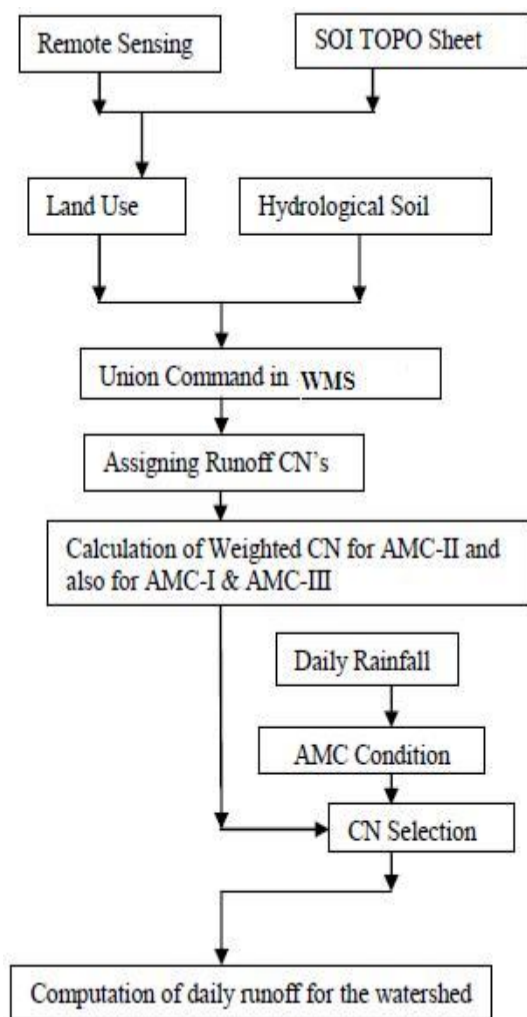 Remote Sensing
SOI TOPO Sheet
Land Use
Hydrological Soil
Union Command in WMS
Assigning Runoff CN’s
Calculation of Weighted CN for AMC-II and
also for AMC-I & AMC-III
Daily Rainfall
AMC Condition
CN Selection
Computation of daily runoff for the watershed